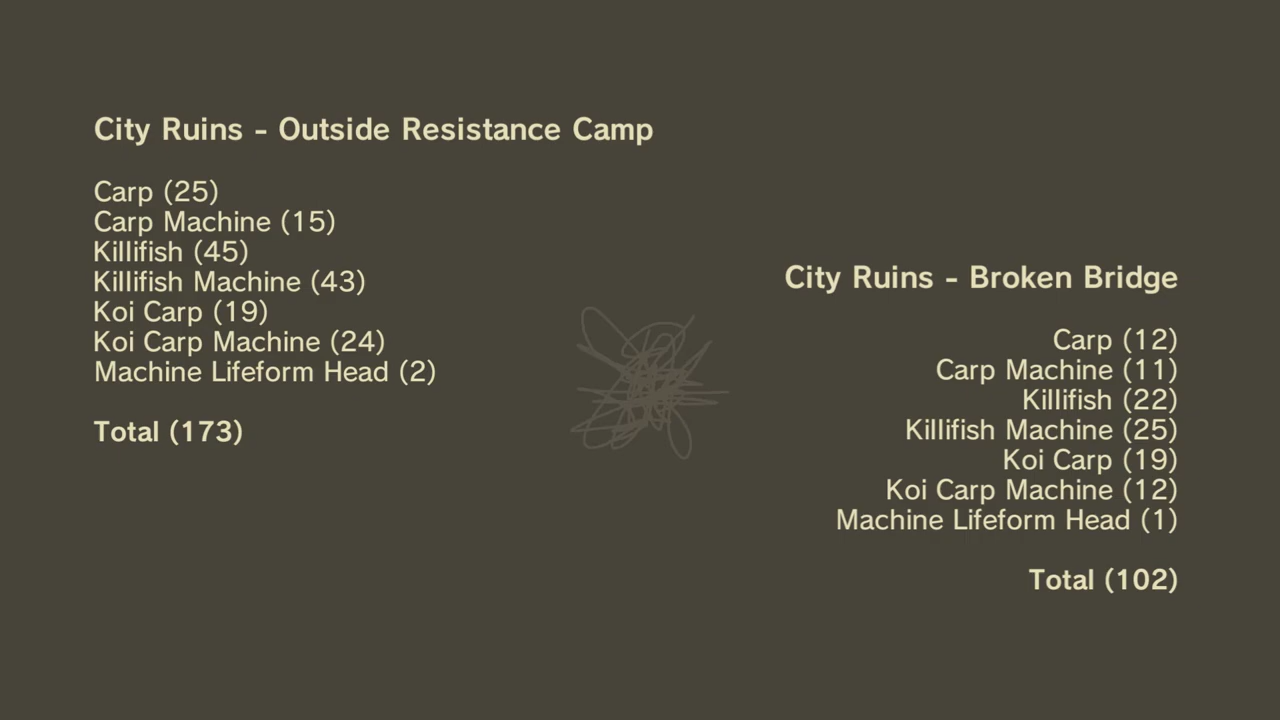 City Ruins - Outside Resistance Camp
Carp (25)
Carp Machine (15)
Killifish (45)
Killifish Machine (43)
Koi Carp (19)
Koi Carp Machine (24)
Machine Lifeform Head (2)
Total (173)
City Ruins - Broken Bridge
Carp (12)
Carp Machine (11)
Killifish (22)
Killifish Machine (25)
Koi Carp (19)
Koi Carp Machine (12)
Machine Lifeform Head (1)
Total (102)